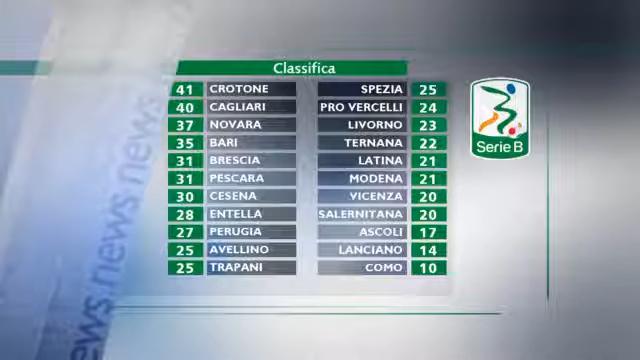 Classifica
41 CROTONE
40 CAGLIARI
37 NOVARA
35 BARI
31 BRESCIA
31 PESCARA
30 CESENA
28 ENTELLA
27 PERUGIA
25 AVELLINO
25 TRAPANI
SPEZIA 25
PRO VERCELLI 24
LIVORNO 23
TERNANA 22
LATINA 21
MODENA 21
VICENZA 20
SALERNITANA 20
ASCOLI 17
LANCIANO 14
COMO 10
Serie B
ews.news.news